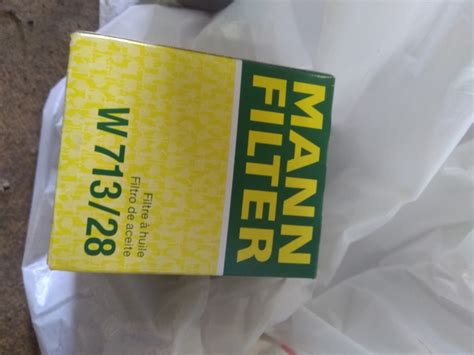 MANN
FILTER
Filtre à huile
Filtro de aceite
W 713/28